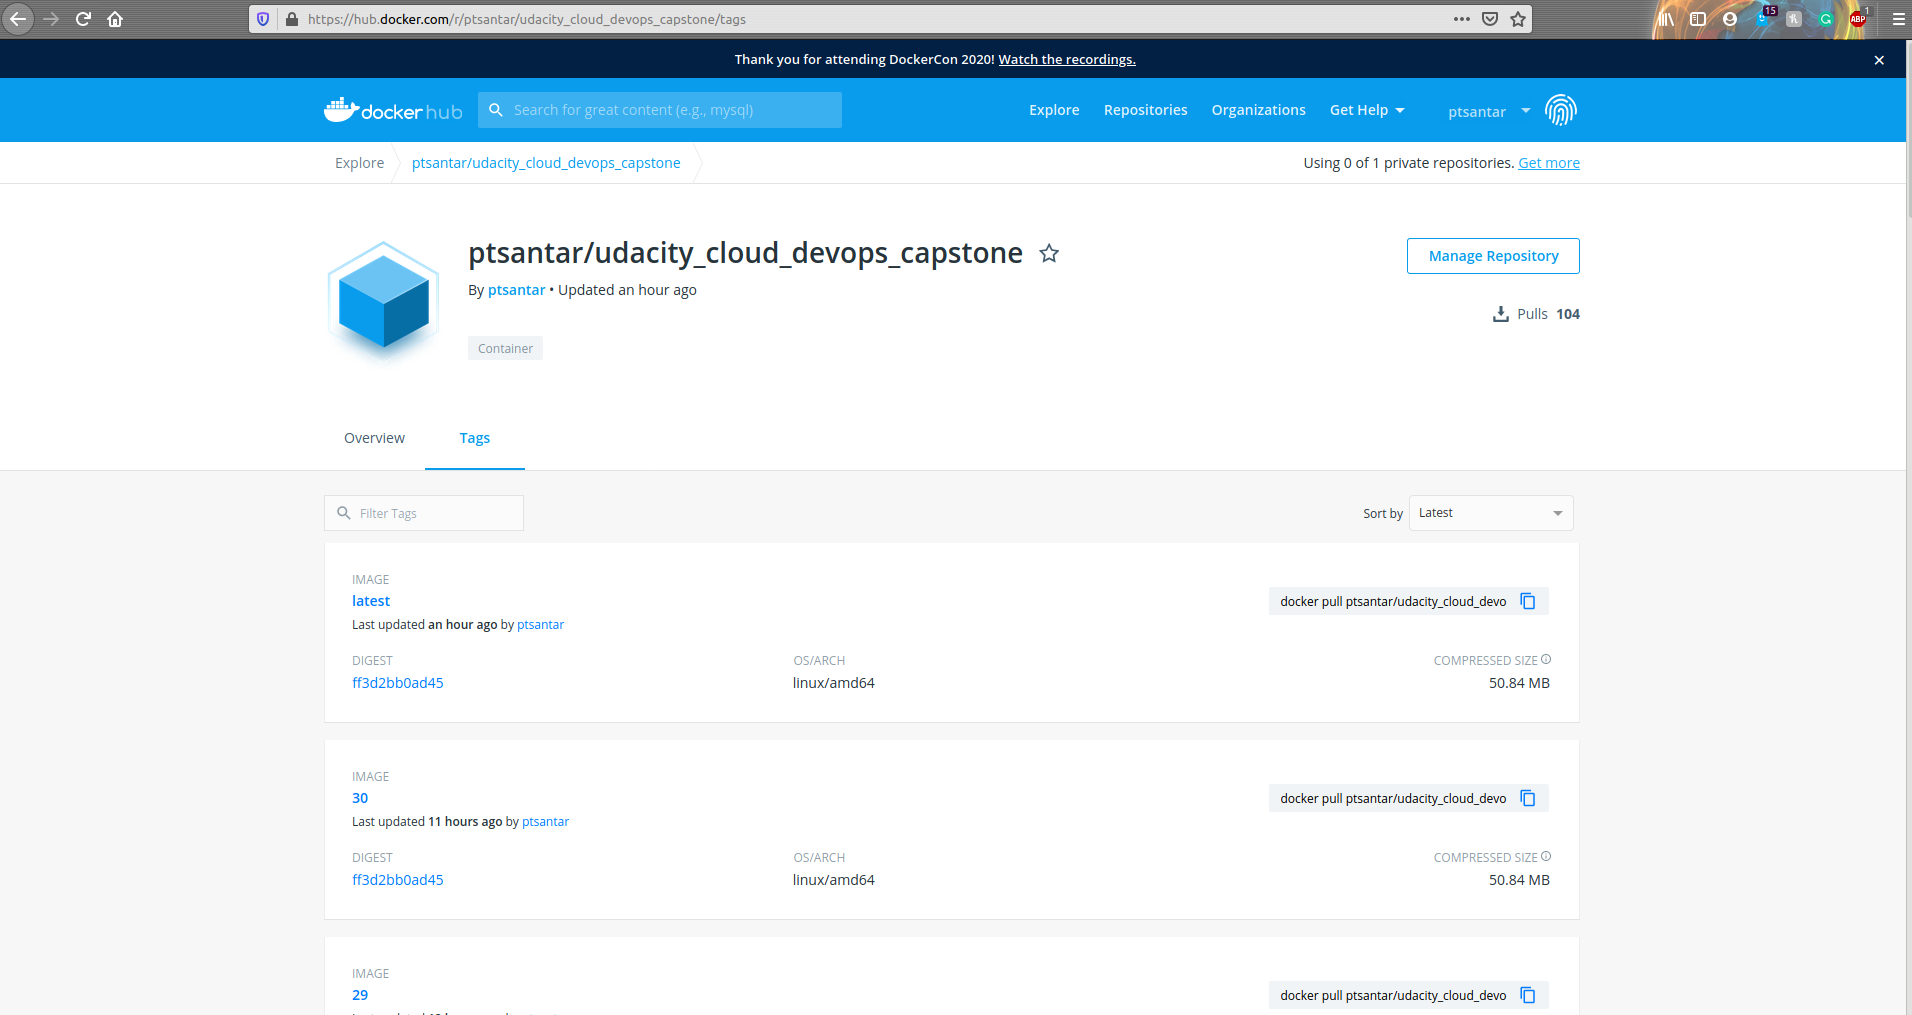 https://hub.docker.com/r/ptsantar/udacity_cloud_devops_capstone/tags
15
1
ABP
Thank you for attending DockerCon 2020! Watch the recordings.
docker hub
Search for great content (e.g., mysql)
Explore
Repositories
Organizations
Get Help
ptsantar
Explore
ptsantar/udacity_cloud_devops_capstone
Using 0 of 1 private repositories. Get more
ptsantar/udacity_cloud_devops_capstone
Manage Repository
By ptsantar • Updated an hour ago
Pulls 104
Container
Overview
Tags
Filter Tags
Sort by
Latest
IMAGE
latest
docker pull ptsantar/udacity_cloud_devo
Last updated an hour ago by ptsantar
DIGEST
OS/ARCH
COMPRESSED SIZE
ff3d2bb0ad45
linux/amd64
50.84 MB
IMAGE
30
docker pull ptsantar/udacity_cloud_devo
Last updated 11 hours ago by ptsantar
DIGEST
OS/ARCH
COMPRESSED SIZE
ff3d2bb0ad45
linux/amd64
50.84 MB
IMAGE
29
docker pull ptsantar/udacity_cloud_devo